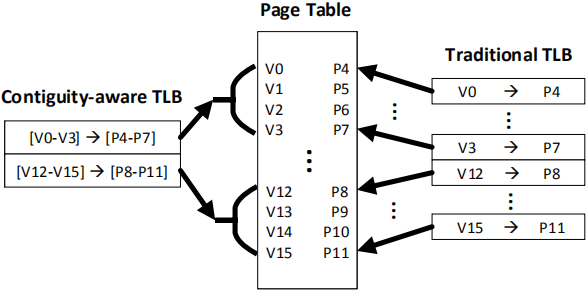 Page Table
Contiguity-aware TLB
[V0-V3] → [P4-P7]
[V12-V15] → [P8-P11]
V0 P4
V1 P5
V2 P6
V3 P7
⋮
V12 P8
V13 P9
V14 P10
V15 P11
Traditional TLB
V0 → P4
⋮ ⋮
V3 → P7
V12 → P8
⋮ ⋮
V15 → P11